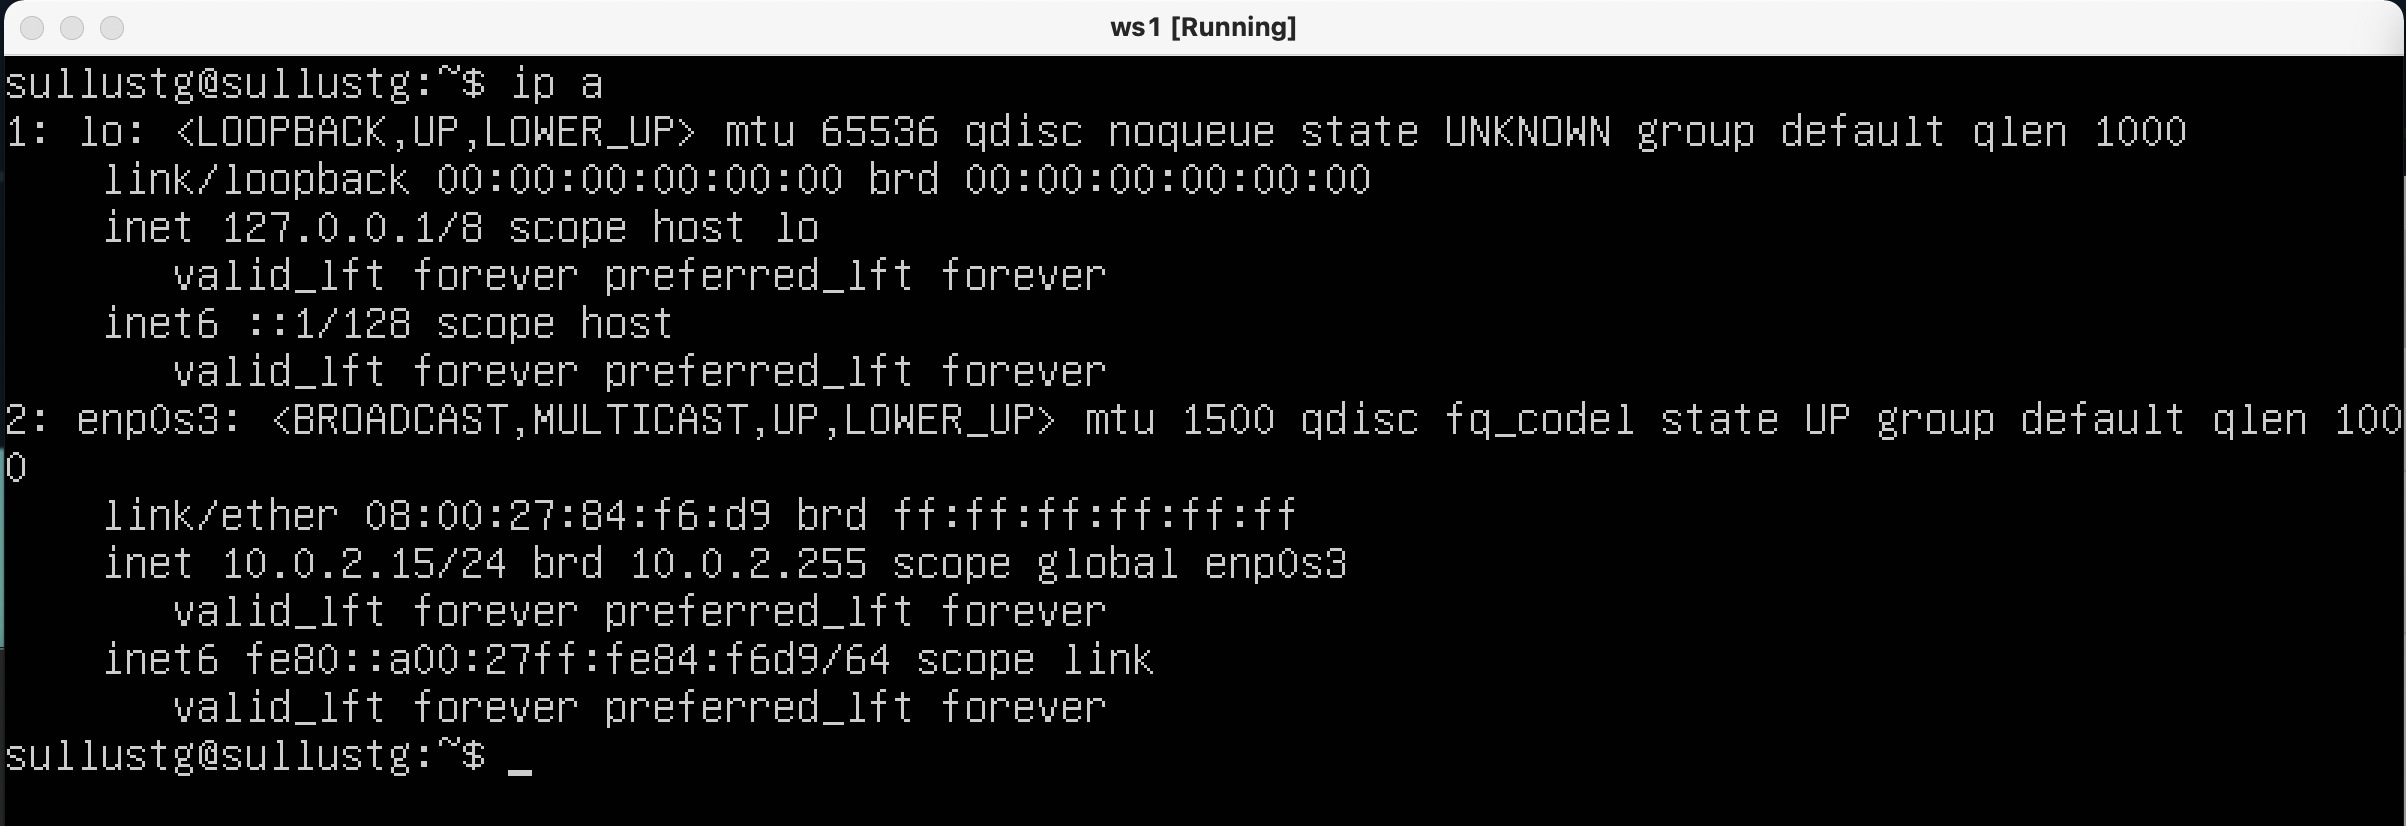 ws1 [Running]
sullustg@sullustg:~$ ip a
1: lo: <LOOPBACK,UP,LOWER_UP> mtu 65536 qdisc noqueue state UNKNOWN group default qlen 1000
    link/loopback 00:00:00:00:00:00 brd 00:00:00:00:00:00
    inet 127.0.0.1/8 scope host lo
       valid_lft forever preferred_lft forever
    inet6 ::1/128 scope host
       valid_lft forever preferred_lft forever
2: enp0s3: <BROADCAST,MULTICAST,UP,LOWER_UP> mtu 1500 qdisc fq_codel state UP group default qlen 100
0
    link/ether 08:00:27:84:f6:d9 brd ff:ff:ff:ff:ff:ff
    inet 10.0.2.15/24 brd 10.0.2.255 scope global enp0s3
       valid_lft forever preferred_lft forever
    inet6 fe80::a00:27ff:fe84:f6d9/64 scope link
       valid_lft forever preferred_lft forever
sullustg@sullustg:~$ _